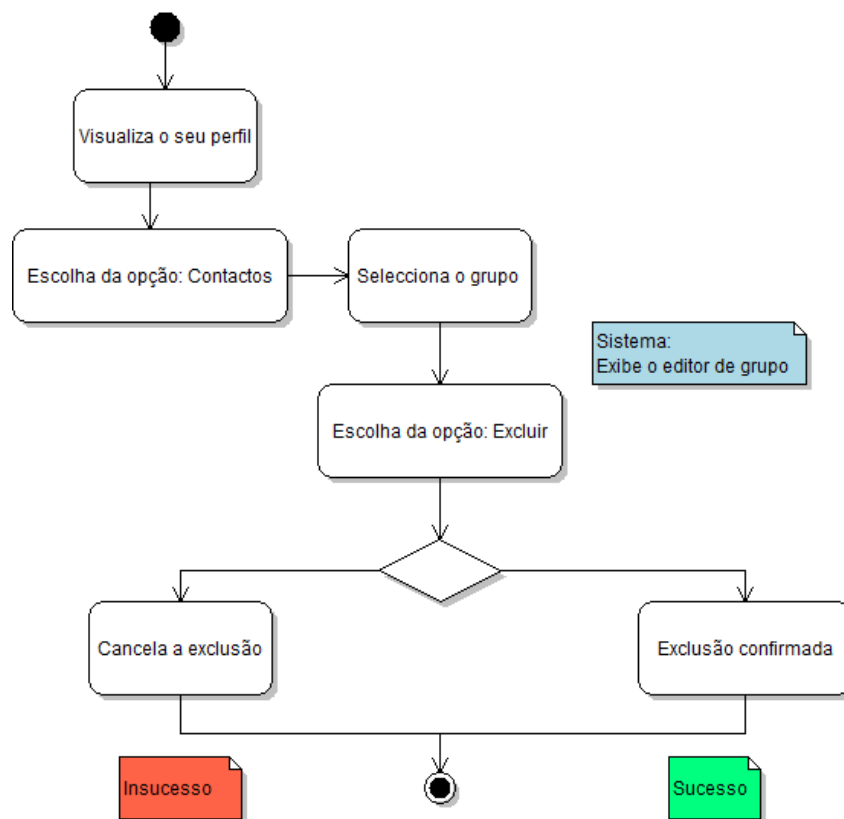 Visualiza o seu perfil
Escolha da opção: Contactos
Selecciona o grupo
Sistema:
Exibe o editor de grupo
Escolha da opção: Excluir
Cancela a exclusão
Exclusão confirmada
Insucesso
Sucesso